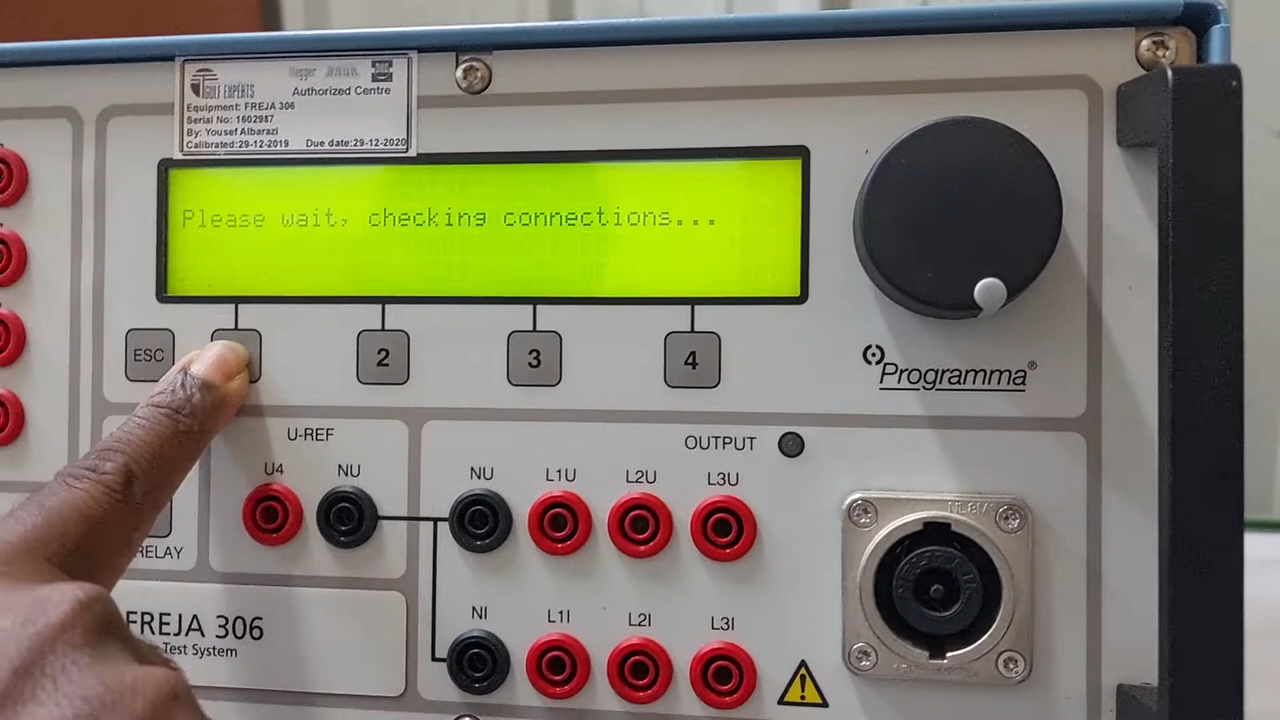 GULF EXPERTS
Megger
Authorized Centre
Equipment: FREJA 306
Serial No: 1602987
By: Yousef Albarazi
Calibrated:29-12-2019 Due date:29-12-2020
Please wait, checking connections...
ESC
2
3
4
Programma®
U-REF
OUTPUT
U4
NU
NU
L1U
L2U
L3U
RELAY
NI
L1I
L2I
L3I
FREJA 306
Test System